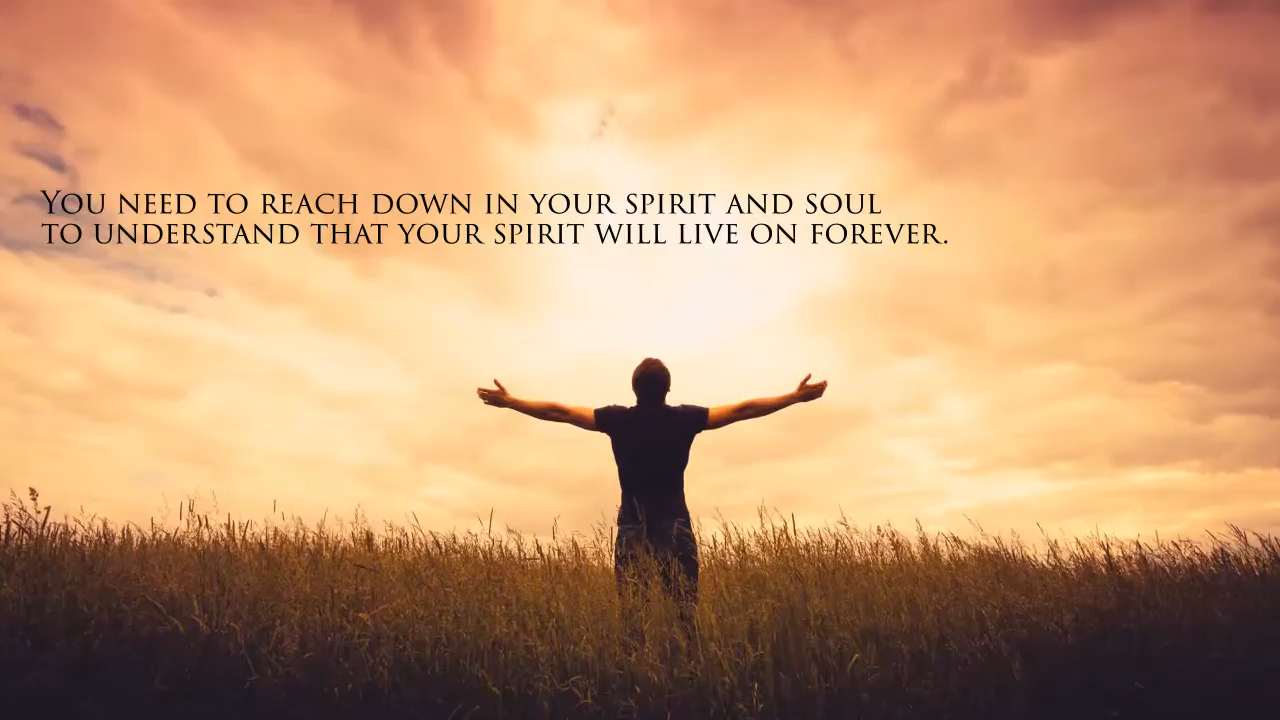 You need to reach down in your spirit and soul
to understand that your spirit will live on forever.